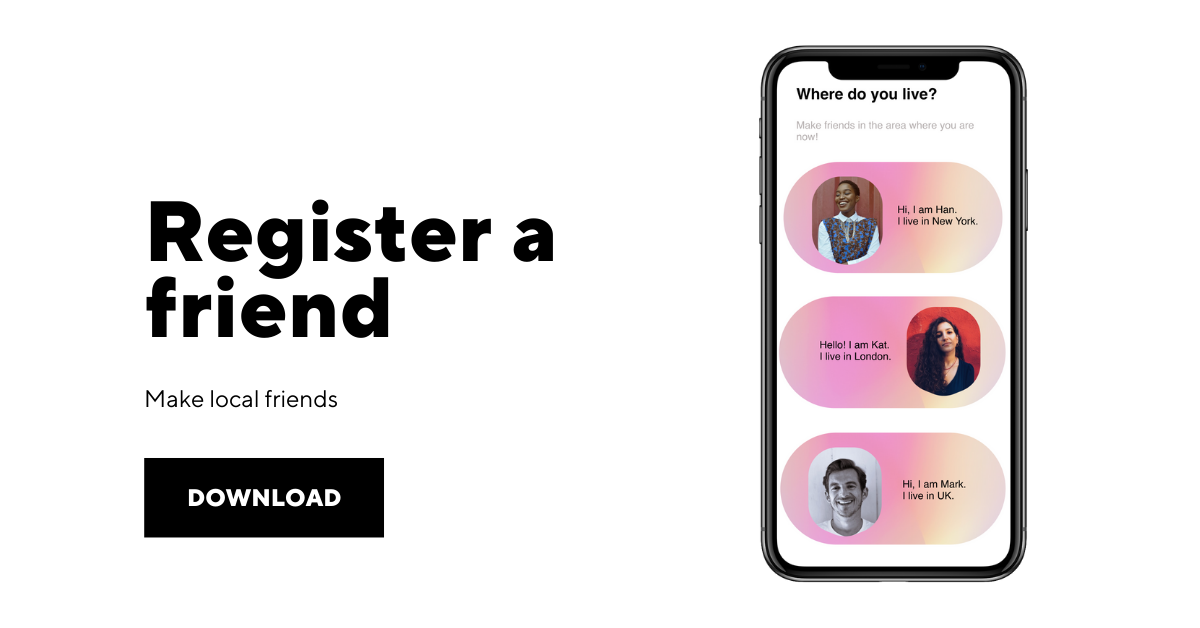 Register a
friend
Make local friends
DOWNLOAD
Where do you live?
Make friends in the area where you are
now!
Hi, I am Han.
I live in New York.
Hello! I am Kat.
I live in London.
Hi, I am Mark.
I live in UK.